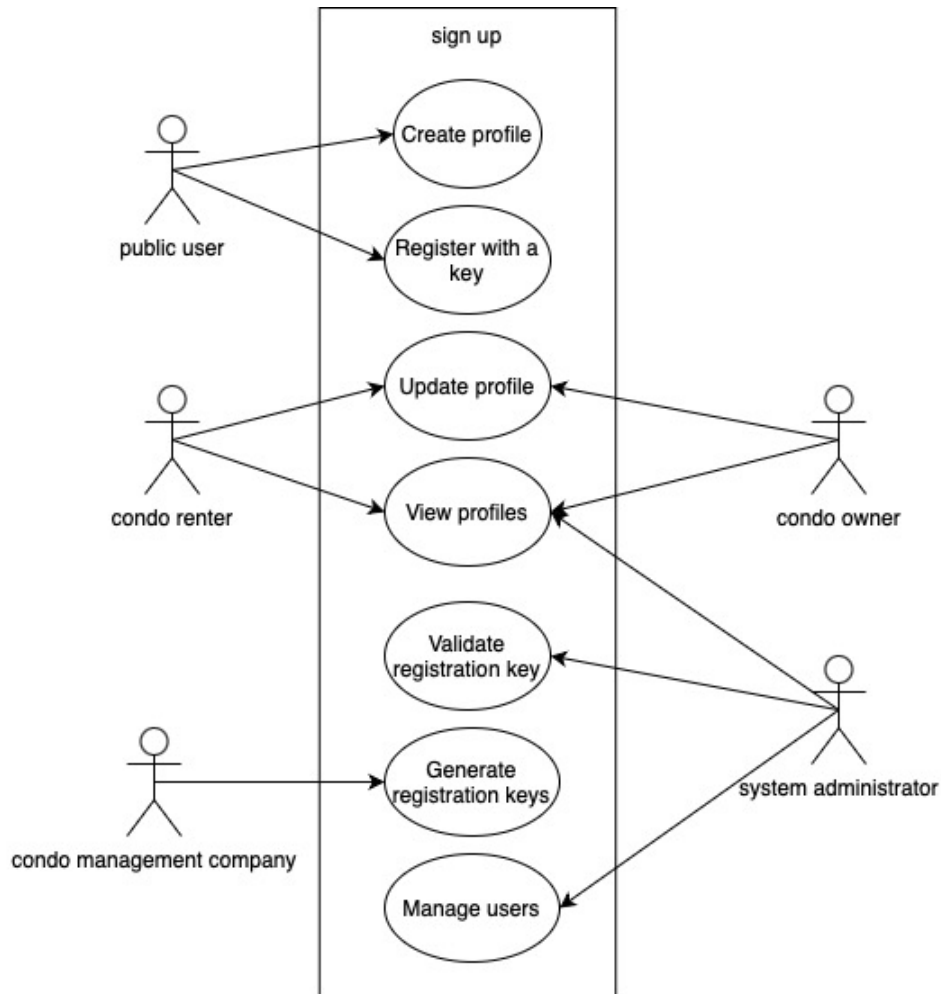 sign up
Create profile
public user
Register with a
key
Update profile
condo renter
View profiles
condo owner
Validate
registration key
Generate
registration keys
system administrator
condo management company
Manage users